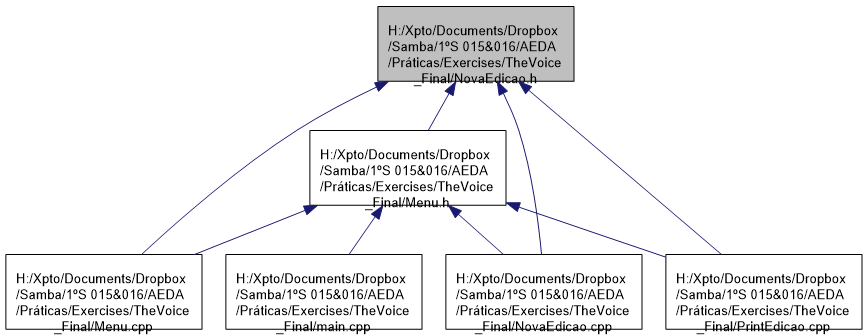 H:/Xpto/Documents/Dropbox
/Samba/1ºS 015&016/AEDA
/Práticas/Exercises/TheVoice
_Final/NovaEdicao.h
H:/Xpto/Documents/Dropbox
/Samba/1ºS 015&016/AEDA
/Práticas/Exercises/TheVoice
_Final/Menu.h
H:/Xpto/Documents/Dropbox
/Samba/1ºS 015&016/AEDA
/Práticas/Exercises/TheVoice
_Final/Menu.cpp
H:/Xpto/Documents/Dropbox
/Samba/1ºS 015&016/AEDA
/Práticas/Exercises/TheVoice
_Final/main.cpp
H:/Xpto/Documents/Dropbox
/Samba/1ºS 015&016/AEDA
/Práticas/Exercises/TheVoice
_Final/NovaEdicao.cpp
H:/Xpto/Documents/Dropbox
/Samba/1ºS 015&016/AEDA
/Práticas/Exercises/TheVoice
_Final/PrintEdicao.cpp